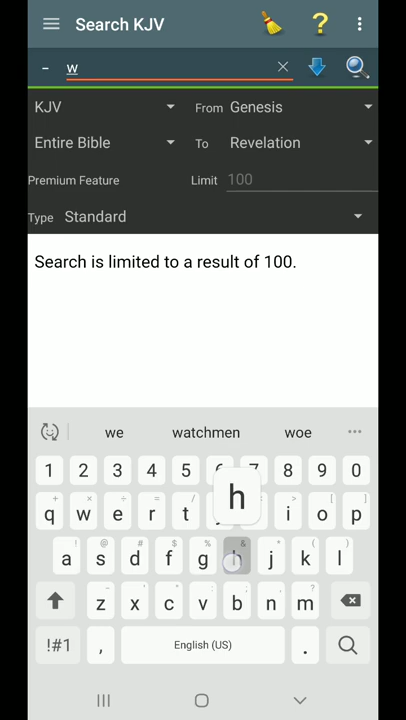 Search KJV ?
- w ×
KJV From Genesis
Entire Bible To Revelation
Premium Feature Limit 100
Type Standard
Search is limited to a result of 100.
we watchmen woe ...
1 2 3 4 5 6 7 8 9 0
+ × ÷ = / > [ ]
q w e r t h i o p
! @ # $ % & * ( )
a s d f g h j k l
- ' " : ; ?
z x c v b n m
!#1 , English (US) .